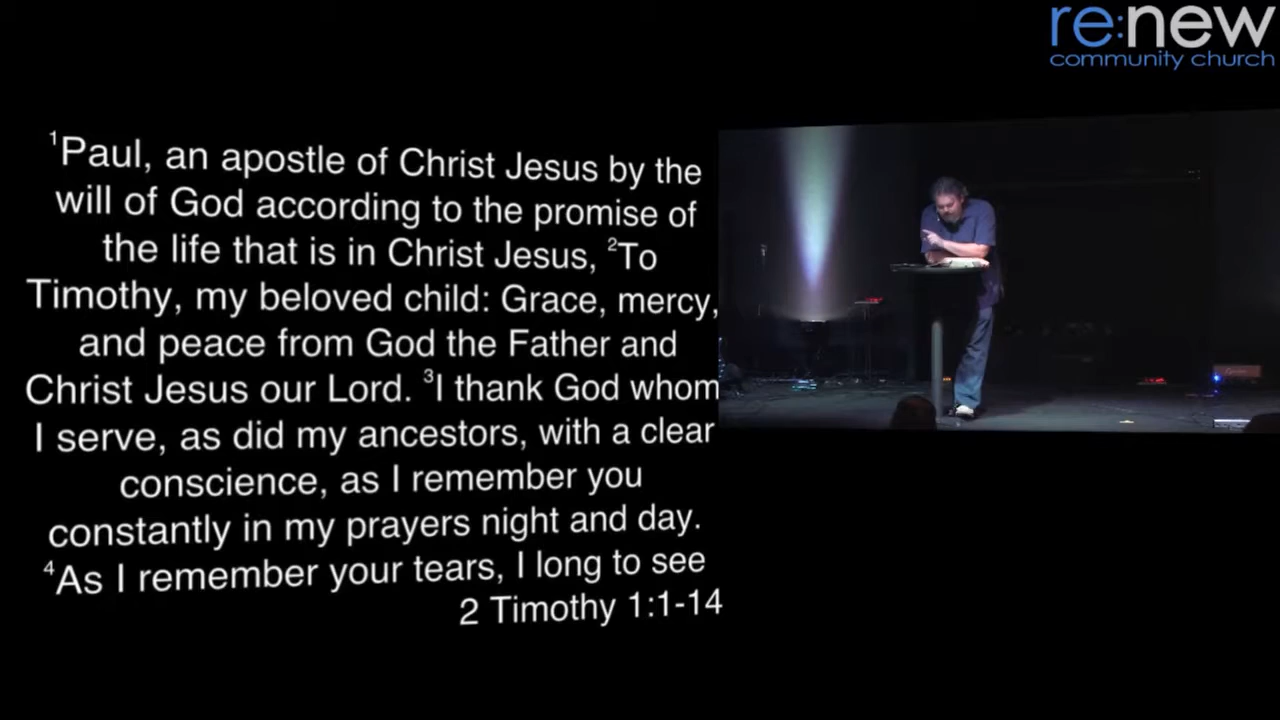 re:new
community church
¹Paul, an apostle of Christ Jesus by the
will of God according to the promise of
the life that is in Christ Jesus, ²To
Timothy, my beloved child: Grace, mercy,
and peace from God the Father and
Christ Jesus our Lord. ³I thank God whom
I serve, as did my ancestors, with a clear
conscience, as I remember you
constantly in my prayers night and day.
⁴As I remember your tears, I long to see
2 Timothy 1:1-14